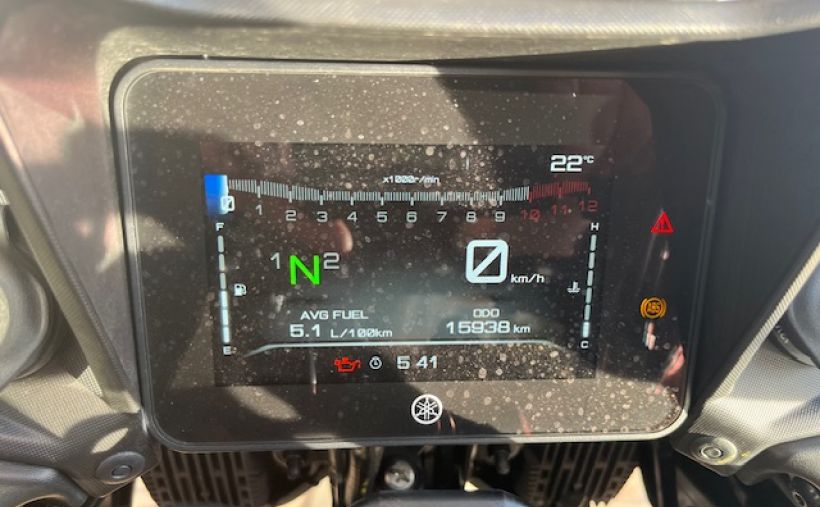 22°C
x1000r/min
0 1 2 3 4 5 6 7 8 9 10 11 12
F H
1 N 2
0 km/h
AVG FUEL ODO
5.1 L/100km 15938 km
E C
5 41
ABS